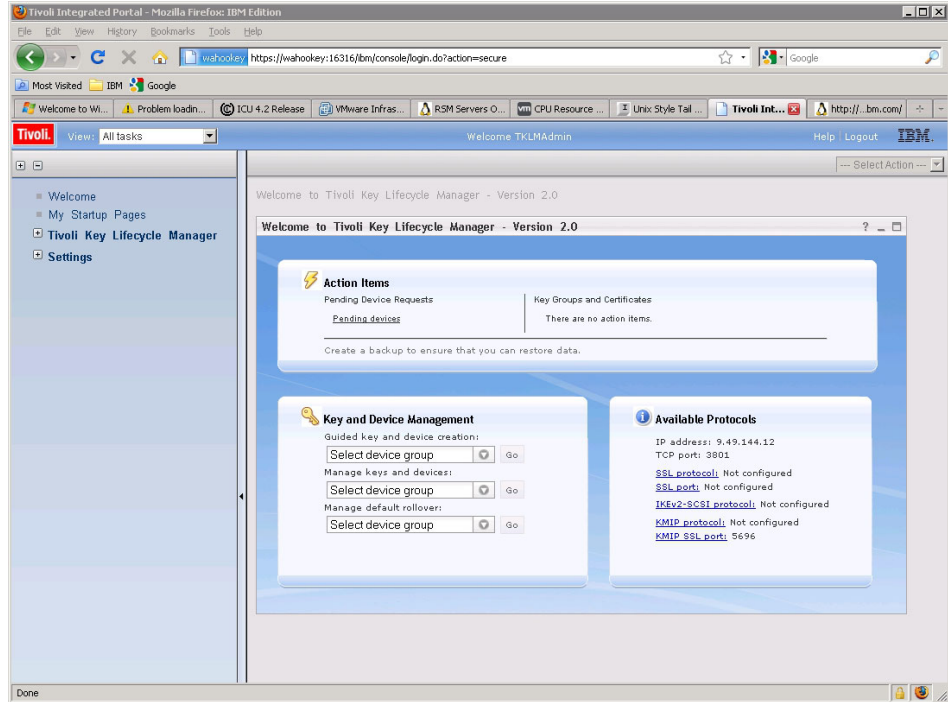 Tivoli Integrated Portal - Mozilla Firefox: IBM Edition
File Edit View History Bookmarks Tools Help
wahookey https://wahookey:16316/ibm/console/login.do?action=secure
Google
Most Visited IBM Google
Welcome to Wi... Problem loadin... ICU 4.2 Release VMware Infras... RSM Servers O... CPU Resource ... Unix Style Tail ... Tivoli Int... http://...bm.com/
Tivoli. View: All tasks Welcome TKLMAdmin Help Logout IBM.
--- Select Action ---
Welcome
My Startup Pages
Tivoli Key Lifecycle Manager
Settings
Welcome to Tivoli Key Lifecycle Manager - Version 2.0
Welcome to Tivoli Key Lifecycle Manager - Version 2.0
Action Items
Pending Device Requests
Pending devices
Key Groups and Certificates
There are no action items.
Create a backup to ensure that you can restore data.
Key and Device Management
Guided key and device creation:
Select device group Go
Manage keys and devices:
Select device group Go
Manage default rollover:
Select device group Go
Available Protocols
IP address: 9.49.144.12
TCP port: 3801
SSL protocol: Not configured
SSL port: Not configured
IKEv2-SCSI protocol: Not configured
KMIP protocol: Not configured
KMIP SSL port: 5696
Done